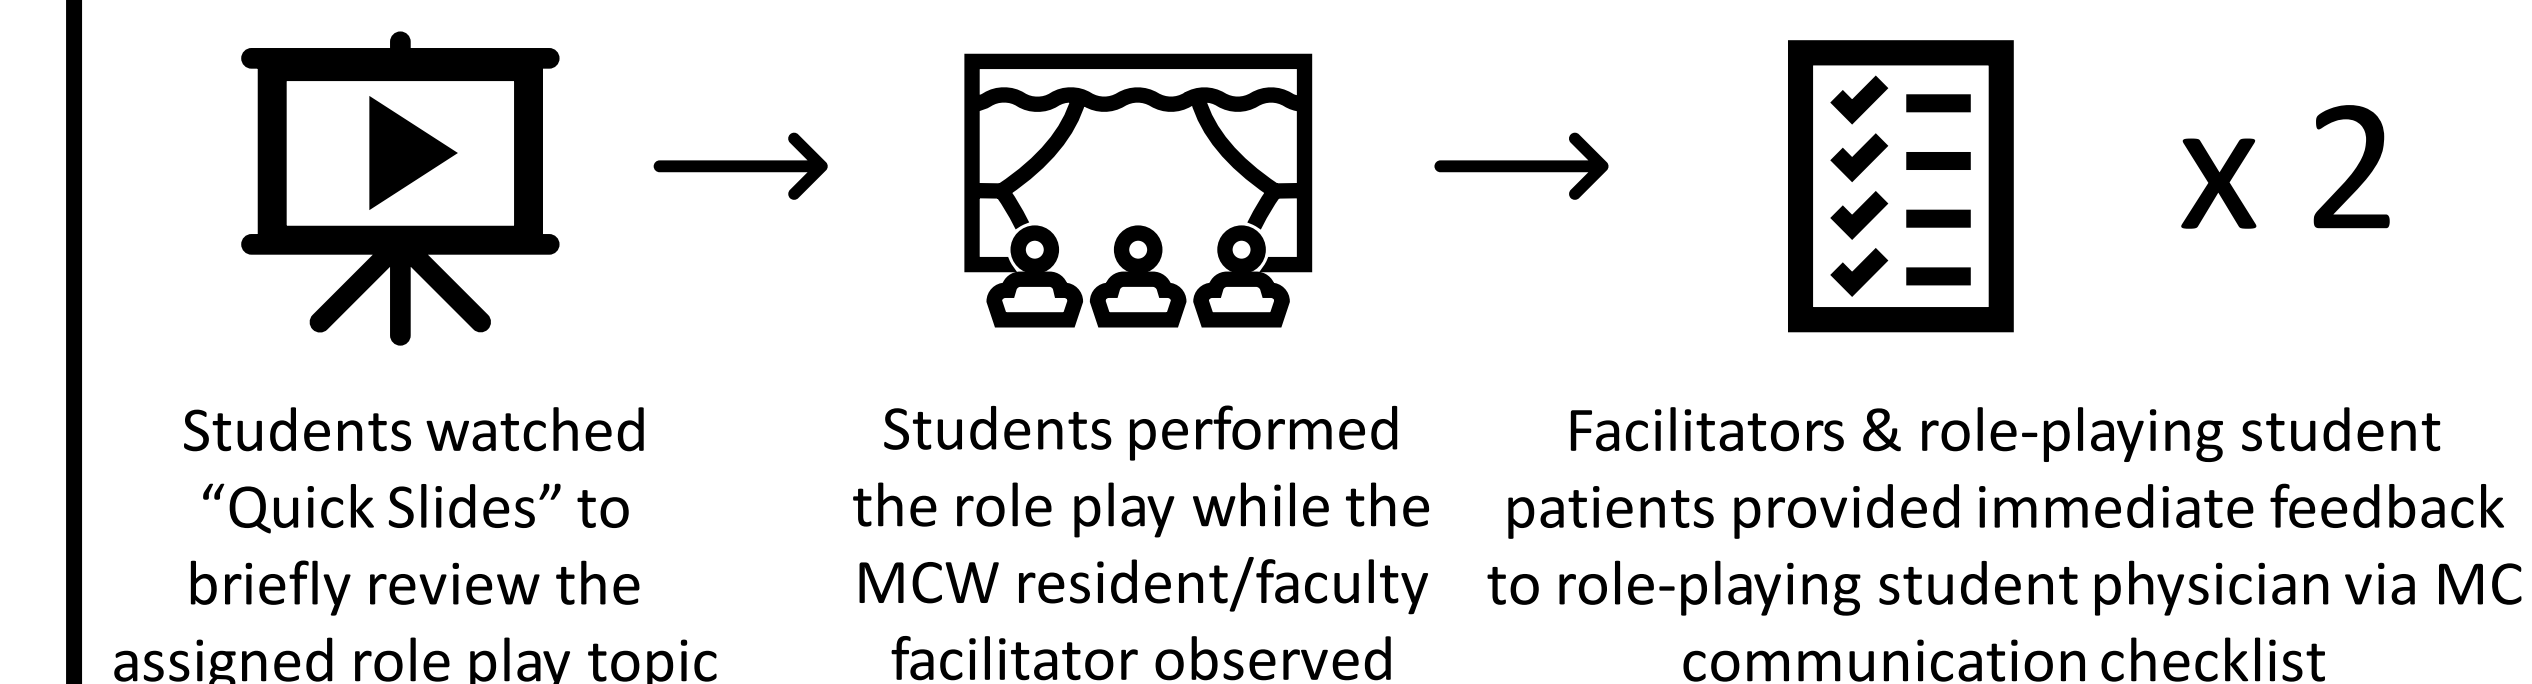 x 2
Students watched
“Quick Slides” to
briefly review the
assigned role play topic
Students performed
the role play while the
MCW resident/faculty
facilitator observed
Facilitators & role-playing student
patients provided immediate feedback
to role-playing student physician via MC
communication checklist